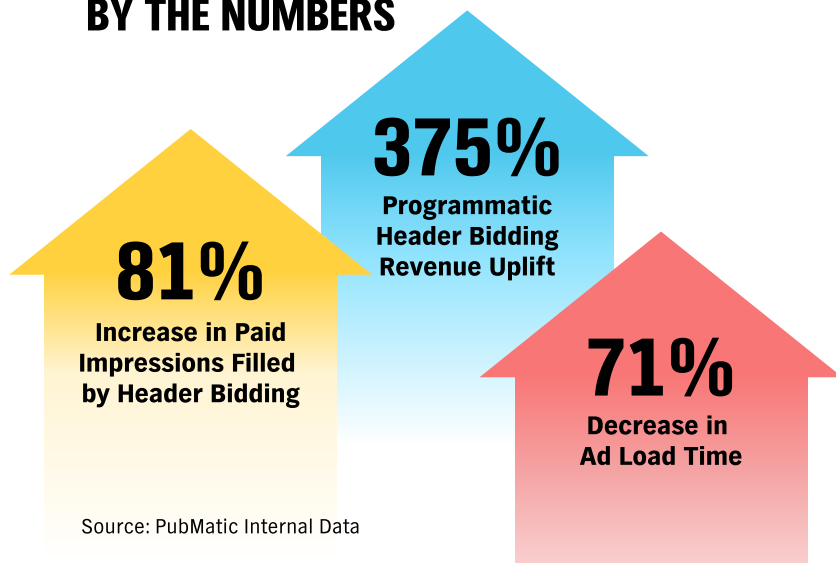 BY THE NUMBERS
375%
Programmatic
Header Bidding
Revenue Uplift
81%
Increase in Paid
Impressions Filled
by Header Bidding
71%
Decrease in
Ad Load Time
Source: PubMatic Internal Data